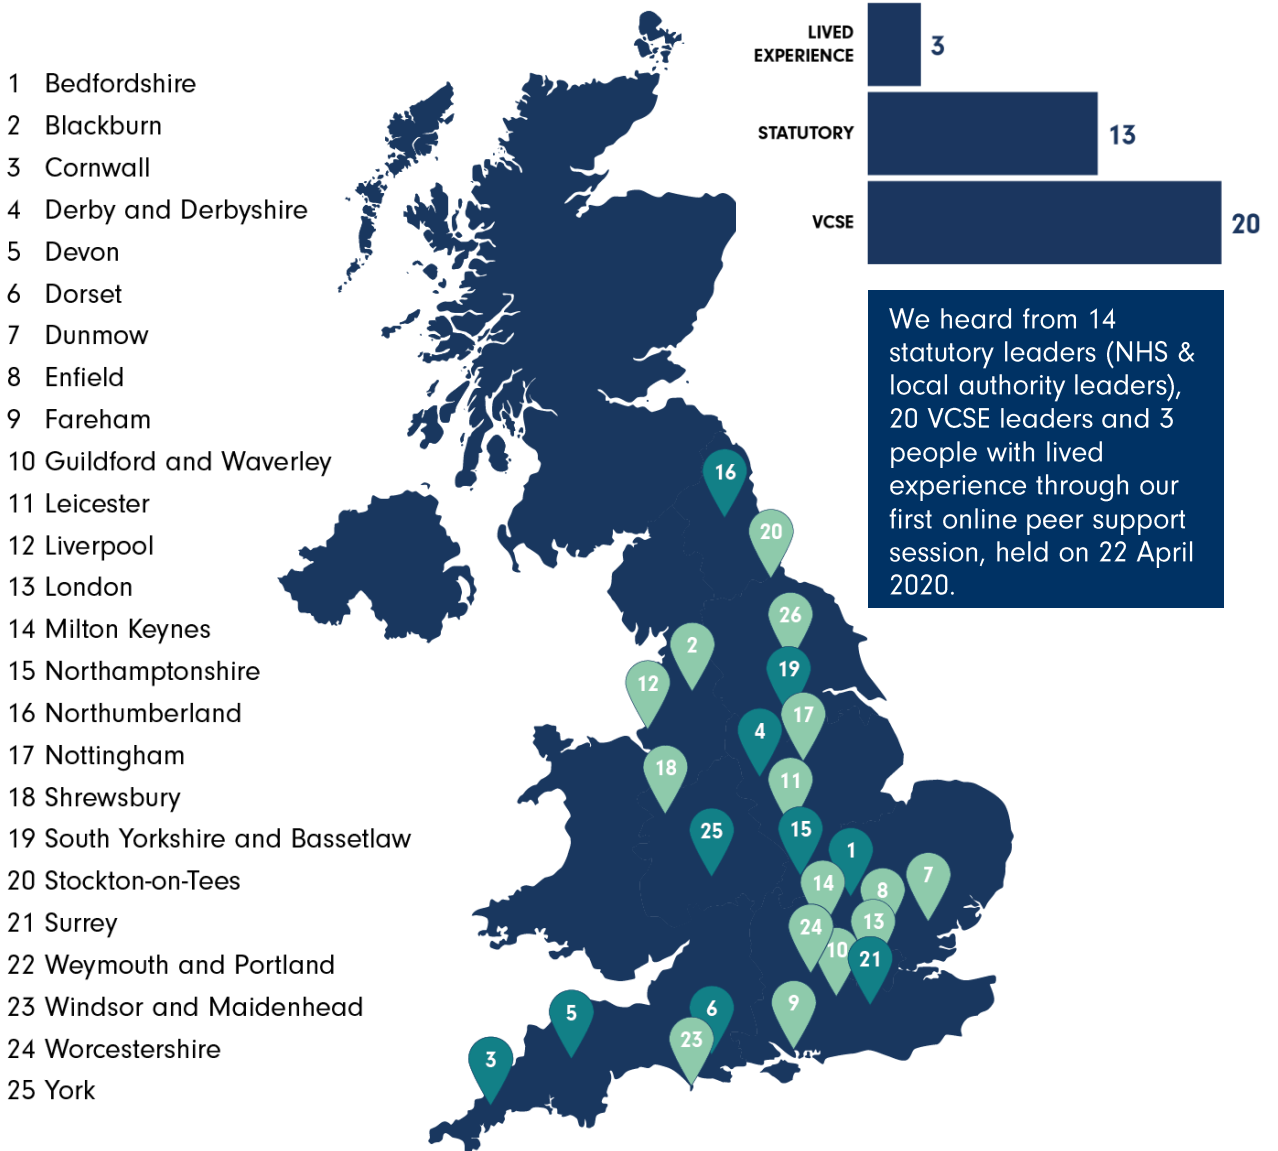 1 Bedfordshire
2 Blackburn
3 Cornwall
4 Derby and Derbyshire
5 Devon
6 Dorset
7 Dunmow
8 Enfield
9 Fareham
10 Guildford and Waverley
11 Leicester
12 Liverpool
13 London
14 Milton Keynes
15 Northamptonshire
16 Northumberland
17 Nottingham
18 Shrewsbury
19 South Yorkshire and Bassetlaw
20 Stockton-on-Tees
21 Surrey
22 Weymouth and Portland
23 Windsor and Maidenhead
24 Worcestershire
25 York
LIVED
EXPERIENCE
3
STATUTORY
13
VCSE
20
We heard from 14
statutory leaders (NHS &
local authority leaders),
20 VCSE leaders and 3
people with lived
experience through our
first online peer support
session, held on 22 April
2020.
16
20
26
2
19
12
17
4
18
11
25
15
1
14
8
7
24
13
10
21
9
5
6
23
3